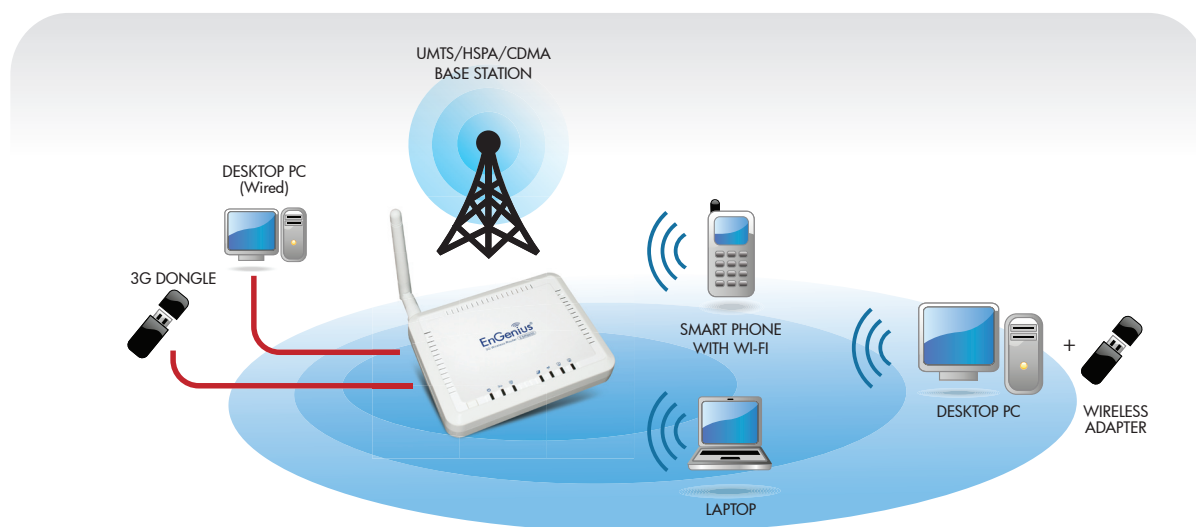 UMTS/HSPA/CDMA
BASE STATION
DESKTOP PC
(Wired)
3G DONGLE
EnGenius®
SMART PHONE
WITH WI-FI
+
DESKTOP PC
WIRELESS
ADAPTER
LAPTOP